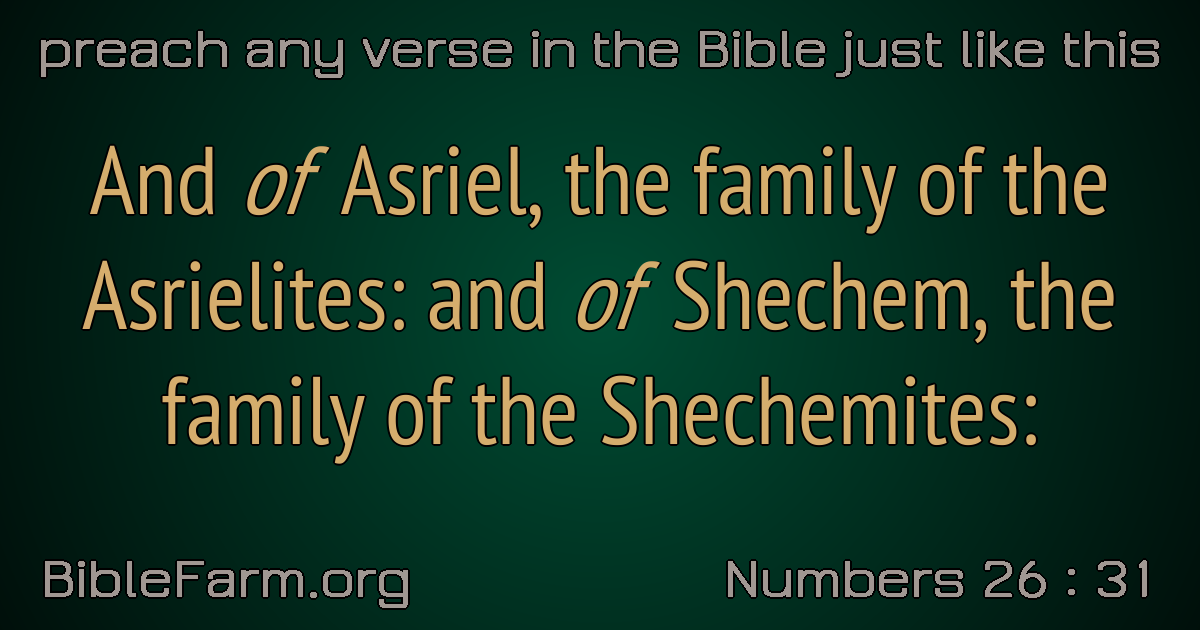 preach any verse in the Bible just like this
And of Asriel, the family of the
Asrielites: and of Shechem, the
family of the Shechemites:
BibleFarm.org
Numbers 26 : 31